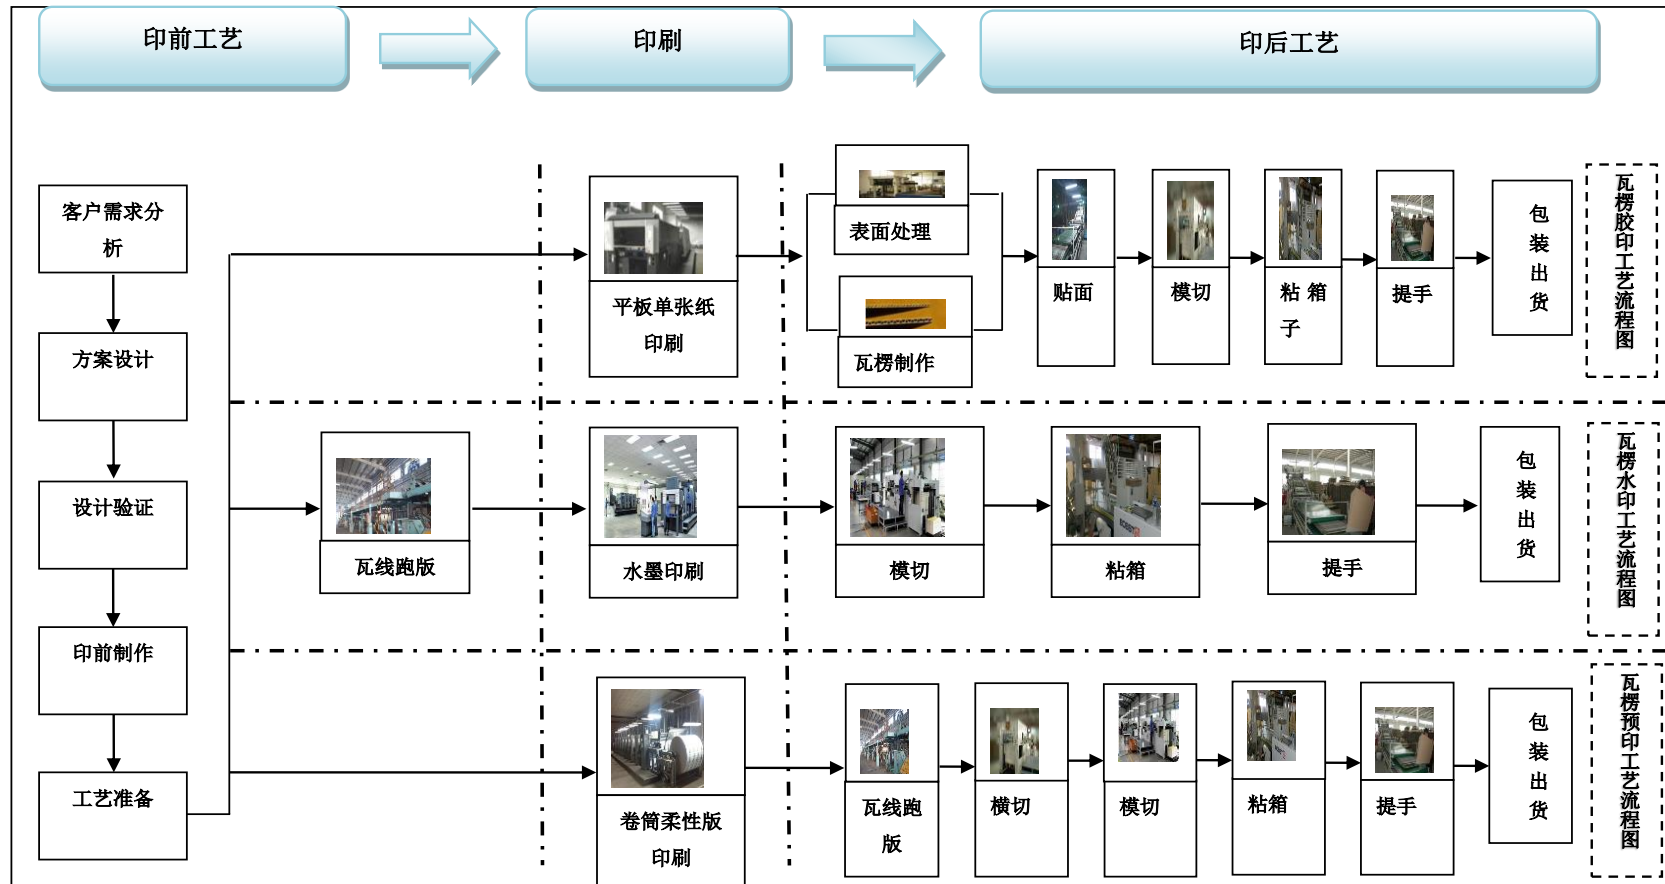 印前工艺
印刷
印后工艺
客户需求分
析
方案设计
设计验证
印前制作
工艺准备
平板单张纸
印刷
表面处理
瓦楞制作
贴面
模切
粘 箱
子
提手
包
装
出
货
瓦楞胶印工艺流程图
瓦线跑版
水墨印刷
模切
粘箱
提手
包
装
出
货
瓦楞水印工艺流程图
卷筒柔性版
印刷
瓦线跑
版
横切
模切
粘箱
提手
包
装
出
货
瓦楞预印工艺流程图